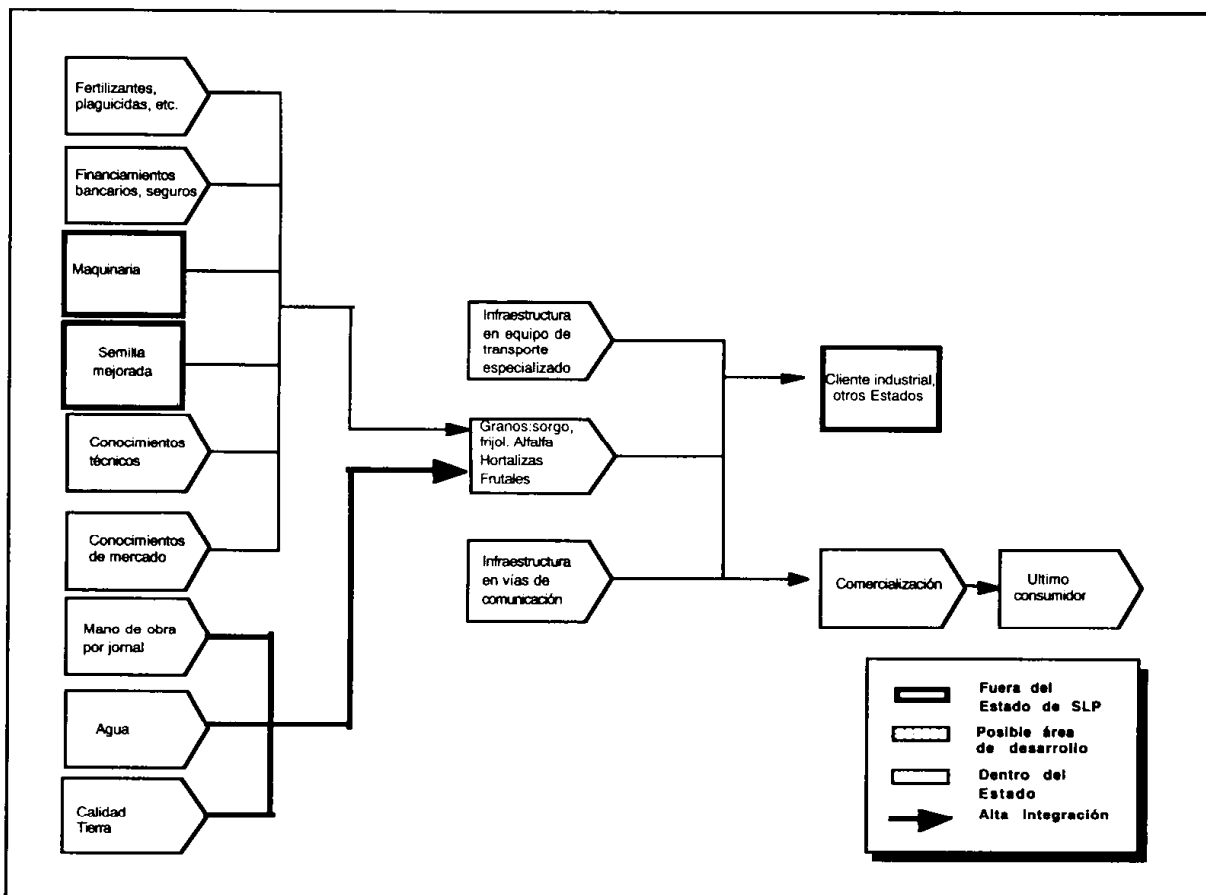 Fertilizantes,
plaguicidas, etc.
Financiamientos
bancarios, seguros
Maquinaria
Semilla
mejorada
Conocimientos
técnicos
Conocimientos
de mercado
Mano de obra
por jornal
Agua
Calidad
Tierra
Infraestructura
en equipo de
transporte
especializado
Granos:sorgo,
frijol. Alfalfa
Hortalizas
Frutales
Infraestructura
en vías de
comunicación
Cliente industrial,
otros Estados
Comercialización
Ultimo
consumidor
Fuera del
Estado de SLP
Posible área
de desarrollo
Dentro del
Estado
Alta Integración